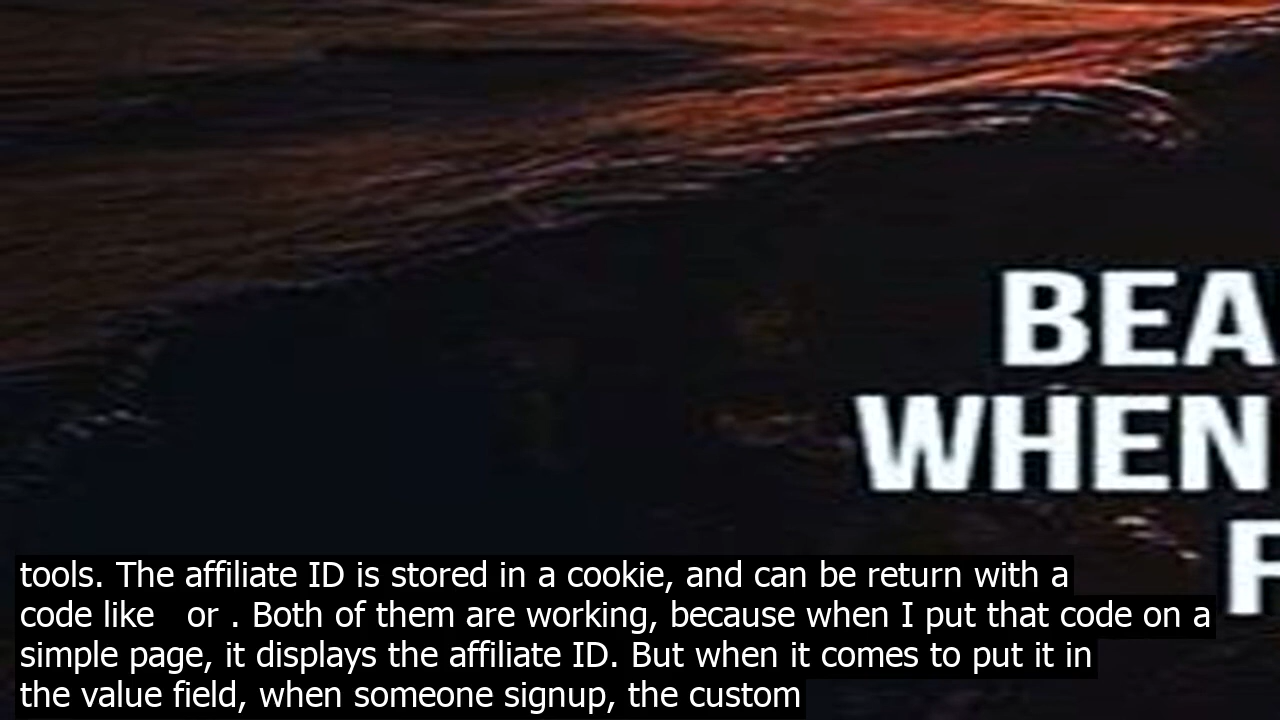 BEA
WHEN
F
tools. The affiliate ID is stored in a cookie, and can be return with a
code like   or . Both of them are working, because when I put that code on a
simple page, it displays the affiliate ID. But when it comes to put it in
the value field, when someone signup, the custom